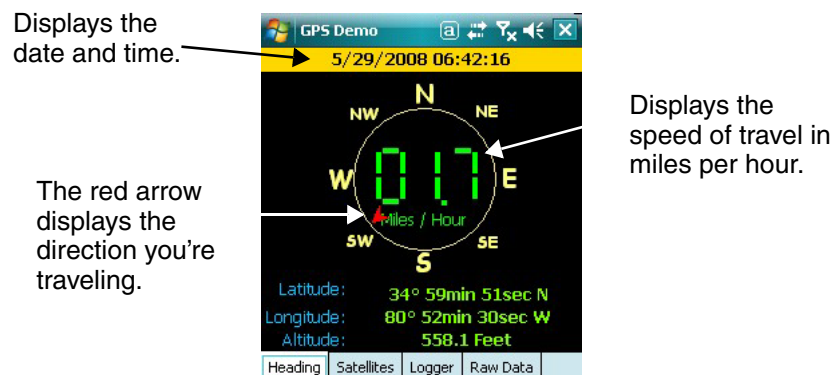 Displays the
date and time.
GPS Demo
5/29/2008 06:42:16
N
NW
NE
W
01.7
E
Miles / Hour
SW
SE
S
Displays the
speed of travel in
miles per hour.
The red arrow
displays the
direction you're
traveling.
Latitude: 34° 59min 51sec N
Longitude: 80° 52min 30sec W
Altitude: 558.1 Feet
Heading Satellites Logger Raw Data